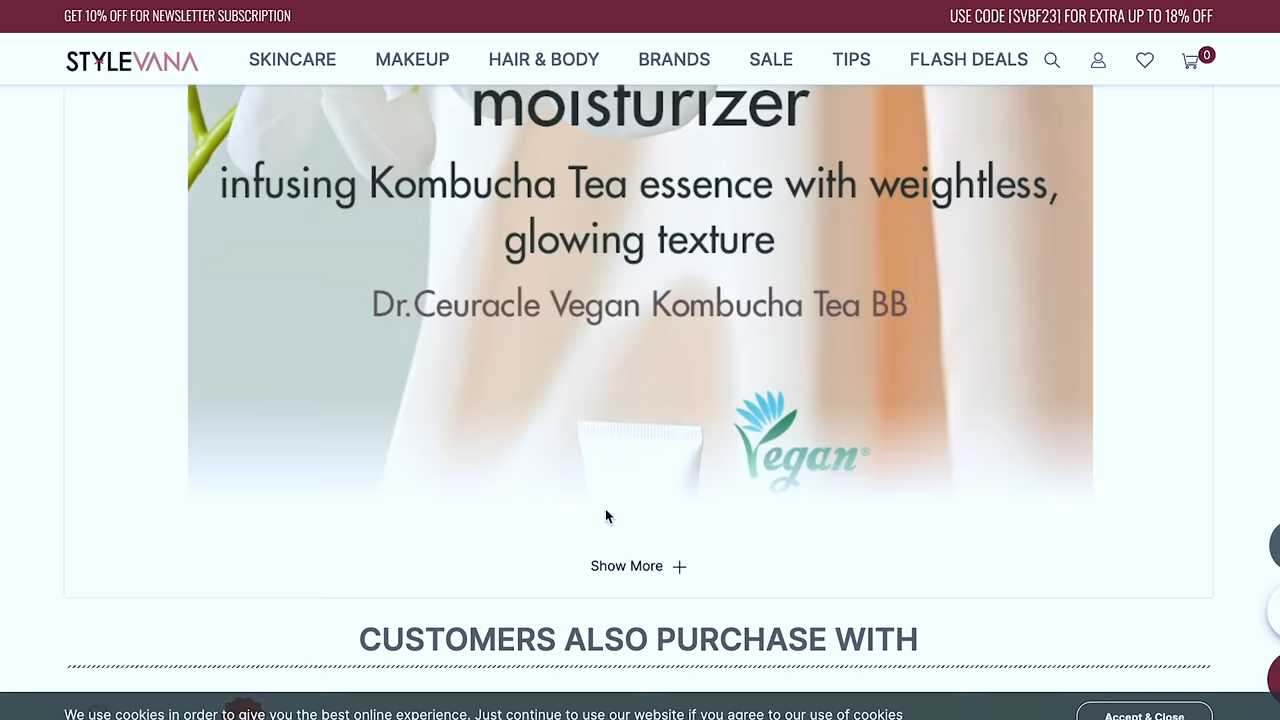 GET 10% OFF FOR NEWSLETTER SUBSCRIPTION
USE CODE [SVBF23] FOR EXTRA UP TO 18% OFF
STYLEVANA
SKINCARE MAKEUP HAIR & BODY BRANDS SALE TIPS FLASH DEALS
0
moisturizer
infusing Kombucha Tea essence with weightless,
glowing texture
Dr.Ceuracle Vegan Kombucha Tea BB
Vegan®
Show More +
CUSTOMERS ALSO PURCHASE WITH
We use cookies in order to give you the best online experience. Just continue to use our website if you agree to our use of cookies
Accept & Close